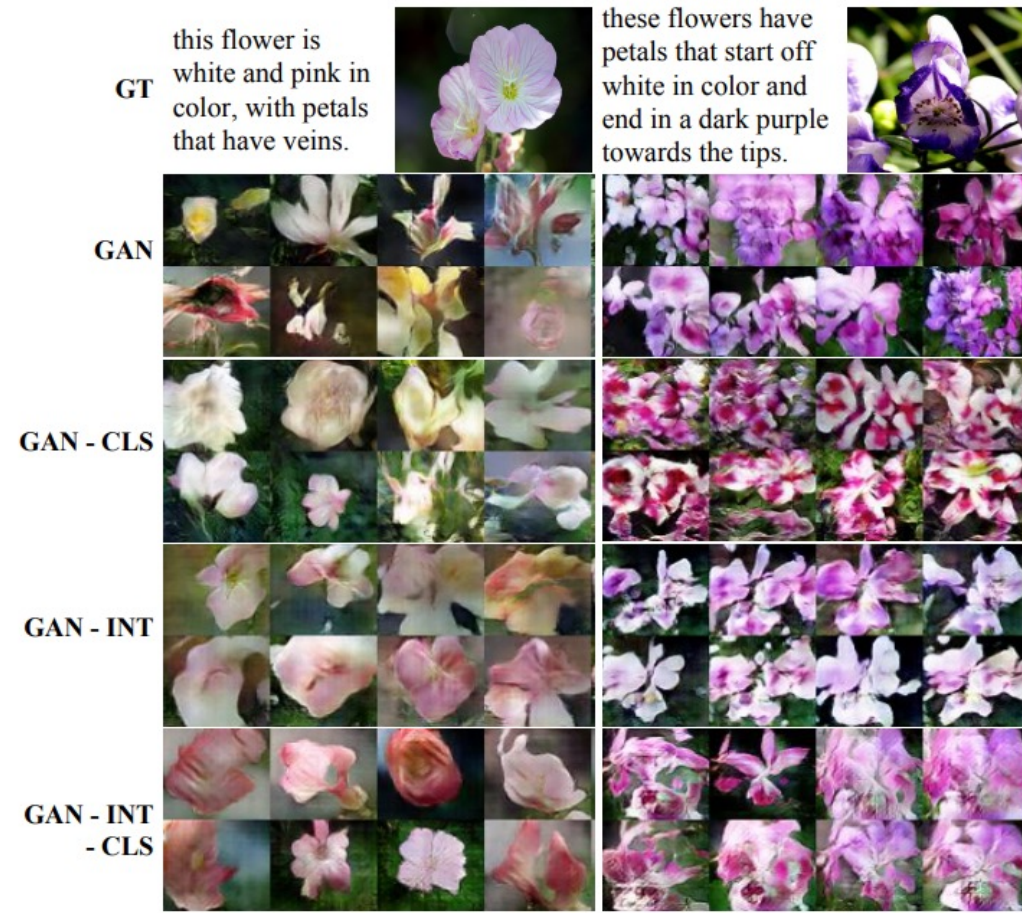 GT
this flower is
white and pink in
color, with petals
that have veins.
these flowers have
petals that start off
white in color and
end in a dark purple
towards the tips.
GAN
GAN - CLS
GAN - INT
GAN - INT
- CLS